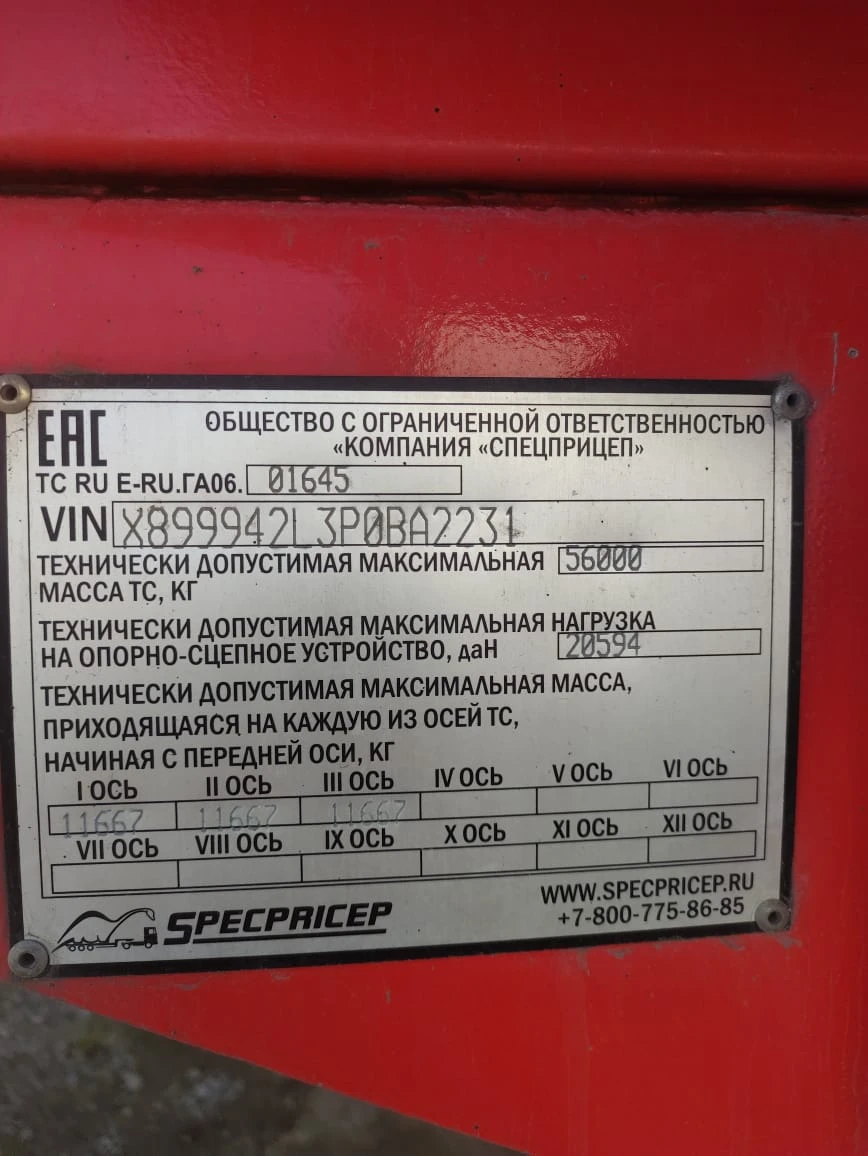 EAC
ОБЩЕСТВО С ОГРАНИЧЕННОЙ ОТВЕТСТВЕННОСТЬЮ
«КОМПАНИЯ «СПЕЦПРИЦЕП»
ТС RU E-RU.ГА06. 01645
VIN X899942L3P0BA2231
ТЕХНИЧЕСКИ ДОПУСТИМАЯ МАКСИМАЛЬНАЯ 56000
МАССА ТС, КГ
ТЕХНИЧЕСКИ ДОПУСТИМАЯ МАКСИМАЛЬНАЯ НАГРУЗКА
НА ОПОРНО-СЦЕПНОЕ УСТРОЙСТВО, даН 20594
ТЕХНИЧЕСКИ ДОПУСТИМАЯ МАКСИМАЛЬНАЯ МАССА,
ПРИХОДЯЩАЯСЯ НА КАЖДУЮ ИЗ ОСЕЙ ТС,
НАЧИНАЯ С ПЕРЕДНЕЙ ОСИ, КГ
I ОСЬ II ОСЬ III ОСЬ IV ОСЬ V ОСЬ VI ОСЬ
11667 11667 11667
VII ОСЬ VIII ОСЬ IX ОСЬ X ОСЬ XI ОСЬ XII ОСЬ
SPECPRICEP
WWW.SPECPRICEP.RU
+7-800-775-86-85